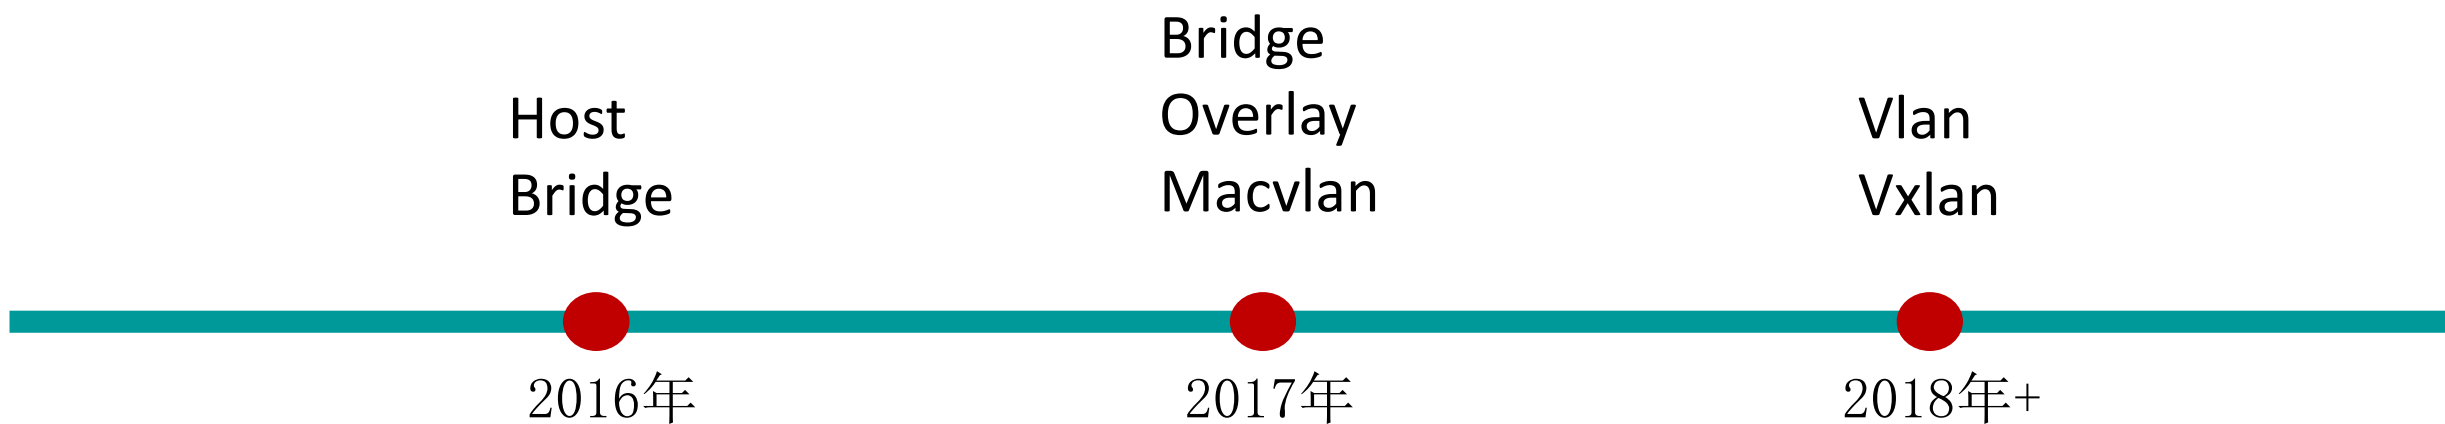 Host
Bridge
2016年
Bridge
Overlay
Macvlan
2017年
Vlan
Vxlan
2018年+